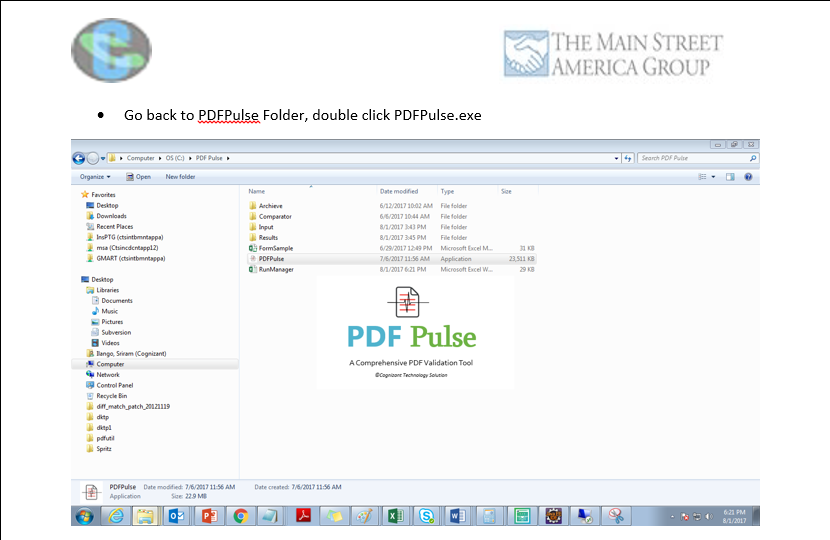 THE MAIN STREET
AMERICA GROUP
• Go back to PDFPulse Folder, double click PDFPulse.exe
Computer ▸ OS (C:) ▸ PDF Pulse ▸
Search PDF Pulse
Organize Open New folder
Name Date modified Type Size
Favorites
Desktop
Downloads
Recent Places
InsPTG (ctsintbmntappa)
msa (Ctsincdcntapp12)
GMART (ctsintbmntappa)
Desktop
Libraries
Documents
Music
Pictures
Subversion
Videos
Ilango, Sriram (Cognizant)
Computer
Network
Control Panel
Recycle Bin
diff_match_patch_20121119
dktp
dktp1
pdfutil
Spritz
Archieve 6/12/2017 10:02 AM File folder
Comparator 6/6/2017 10:44 AM File folder
Input 8/1/2017 3:43 PM File folder
Results 8/1/2017 3:45 PM File folder
FormSample 6/29/2017 12:49 PM Microsoft Excel M... 31 KB
PDFPulse 7/6/2017 11:56 AM Application 23,511 KB
RunManager 8/1/2017 6:21 PM Microsoft Excel W... 29 KB
PDF Pulse
A Comprehensive PDF Validation Tool
©Cognizant Technology Solution
PDFPulse Date modified: 7/6/2017 11:56 AM Date created: 7/6/2017 11:56 AM
Application Size: 22.9 MB
6:21 PM
8/1/2017